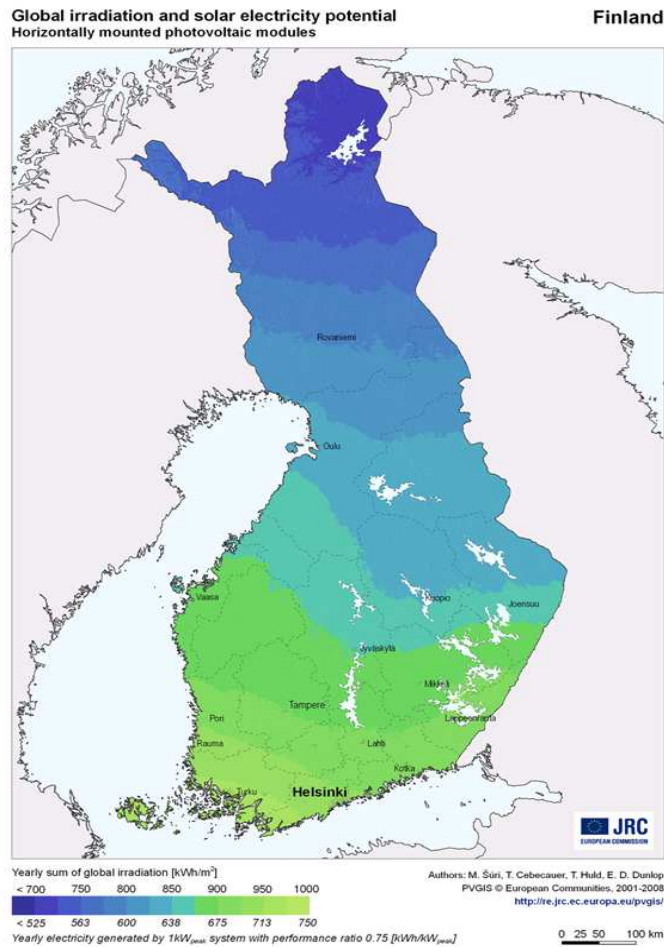 Global irradiation and solar electricity potential
Horizontally mounted photovoltaic modules
Finland
Rovaniemi
Oulu
Vaasa
Kuopio
Joensuu
Jyväskylä
Mikkeli
Tampere
Lappeenranta
Pori
Rauma
Lahti
Kotka
Turku
Helsinki
JRC
EUROPEAN COMMISSION
Yearly sum of global irradiation [kWh/m²]
< 700 750 800 850 900 950 1000
< 525 563 600 638 675 713 750
Yearly electricity generated by 1kWpeak system with performance ratio 0.75 [kWh/kWpeak]
Authors: M. Šúri, T. Cebecauer, T. Huld, E. D. Dunlop
PVGIS © European Communities, 2001-2008
http://re.jrc.ec.europa.eu/pvgis/
0 25 50 100 km